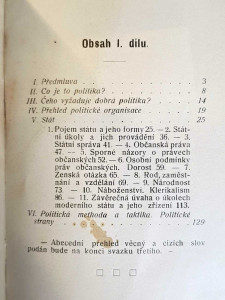 Obsah I. dílu.
I. Předmluva 3
II. Co je to politika? 8
III. Čeho vyžaduje dobrá politika? 14
IV. Přehled politické organisace 19
V. Stát 25
1. Pojem státu a jeho formy 25. — 2. Stát-
ní úkoly a jich provádění 36. — 3.
Státní správa 41. — 4. Občanská práva
47. — 5. Sporné názory o právech
občanských 52. — 6. Osobní podmínky
práv občanských. Dorost 59. — 7.
Ženská otázka 65. — 8. Rod, zaměst-
nání a vzdělání 69. — 9. Národnost
73. — 10. Náboženství, Klerikalism
86. — 11. Závěrečná úvaha o úkolech
moderního státu a jeho zřízení 113.
VI. Politická methoda a taktika. Politické
strany 129
— Abecední přehled věcný a cizích slov
podán bude na konci svazku třetího. —